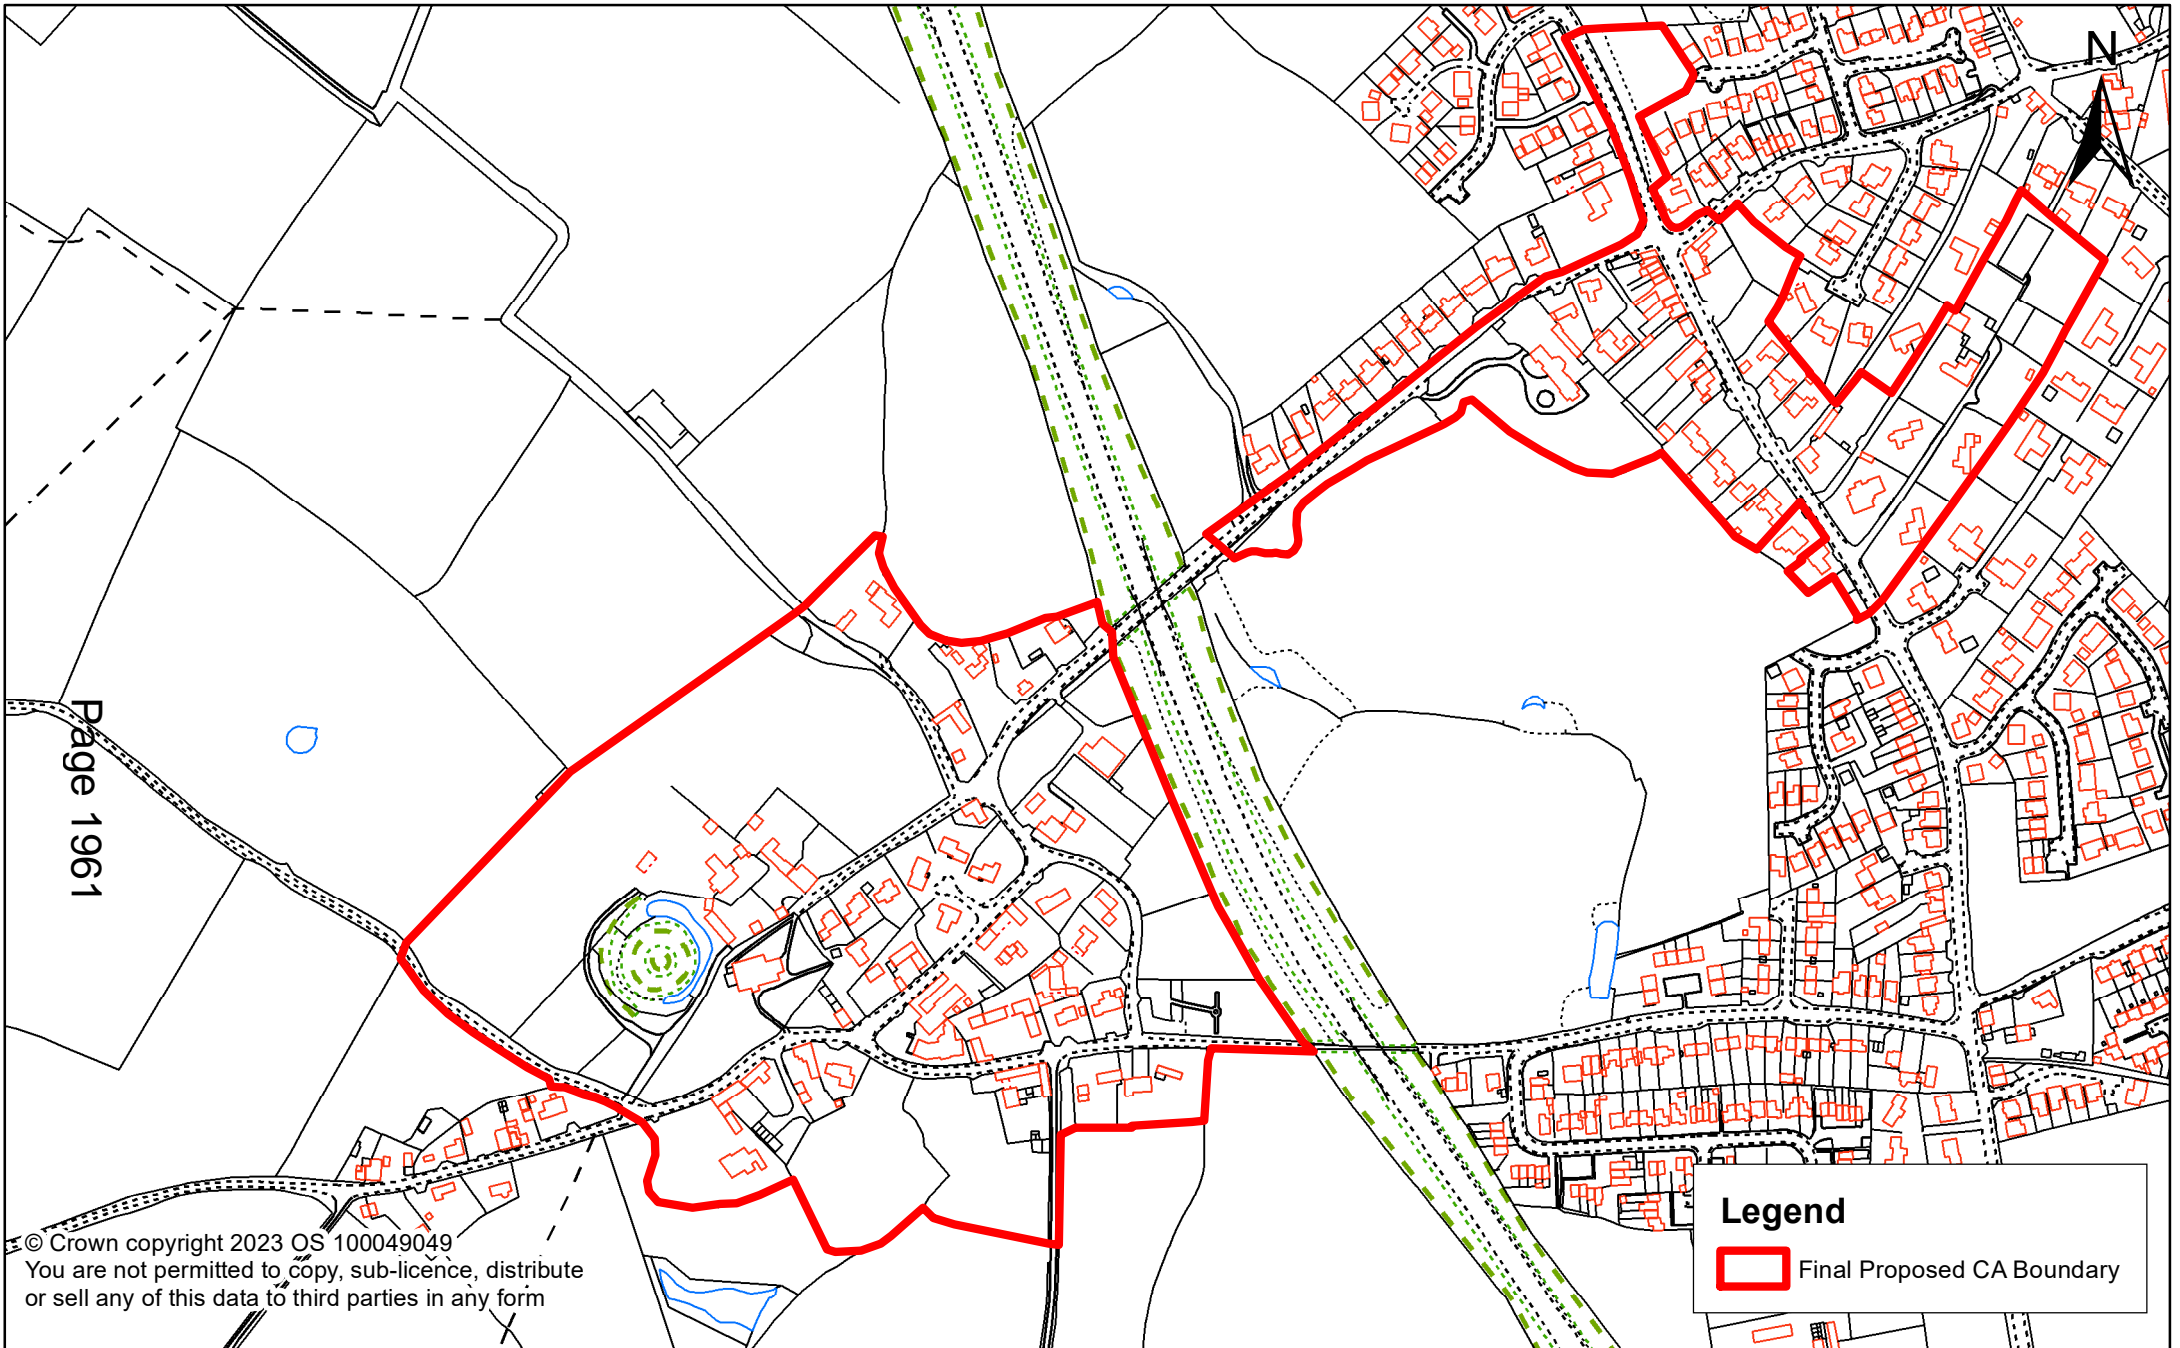 N
Page 1961
Legend
Final Proposed CA Boundary
© Crown copyright 2023 OS 100049049
You are not permitted to copy, sub-licence, distribute
or sell any of this data to third parties in any form